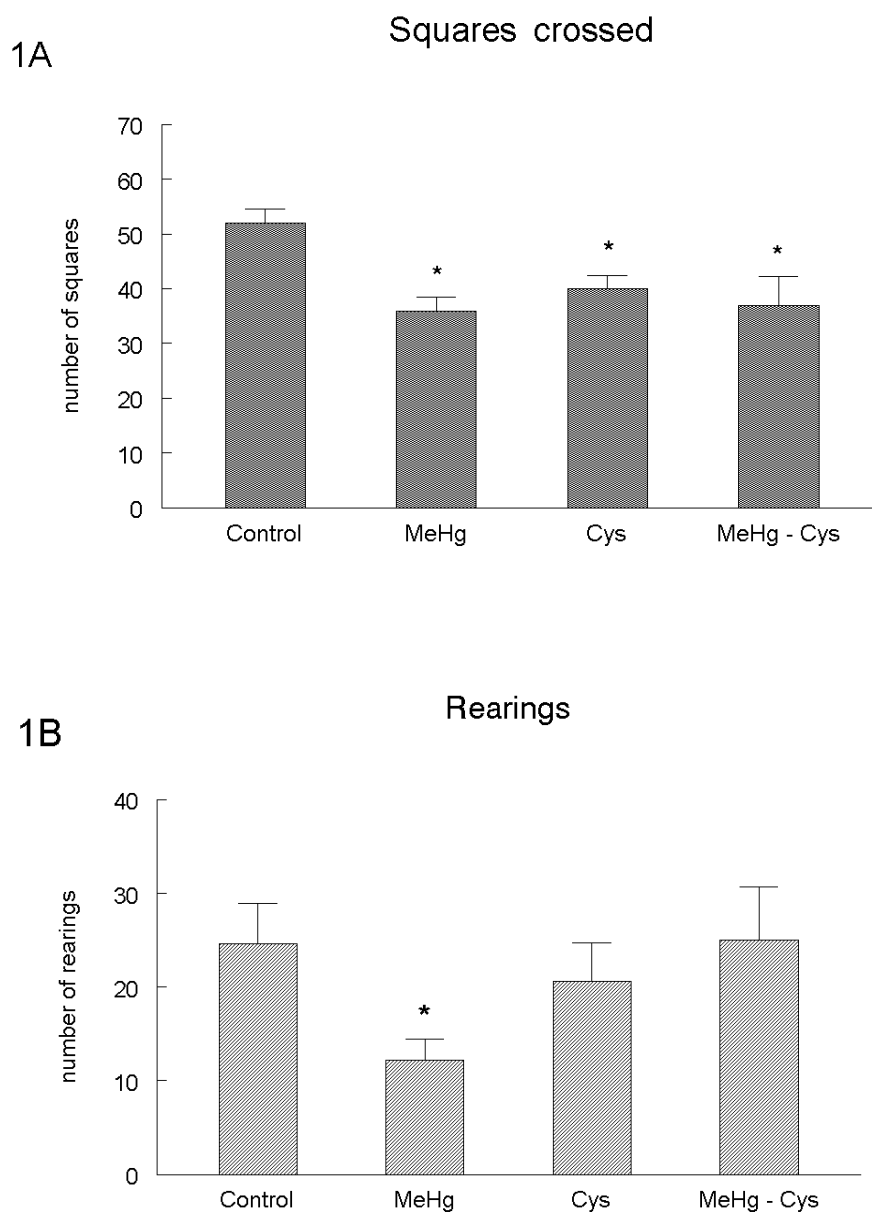 Squares crossed
1A
70
60
50
40
30
20
10
0
number of squares
*
*
*
Control MeHg Cys MeHg - Cys
Rearings
1B
40
30
20
10
0
number of rearings
*
Control MeHg Cys MeHg - Cys